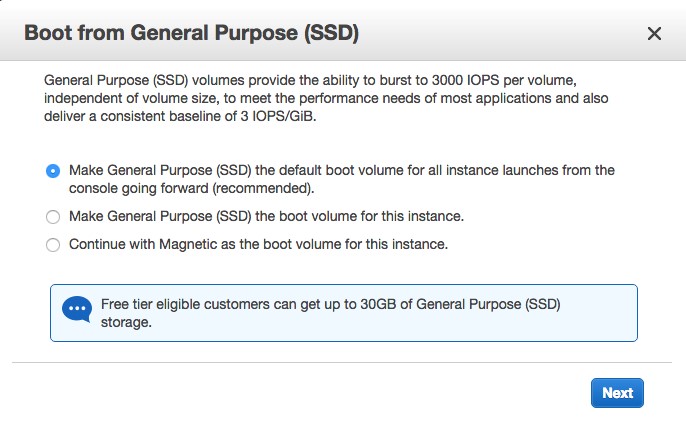 Boot from General Purpose (SSD)
General Purpose (SSD) volumes provide the ability to burst to 3000 IOPS per volume,
independent of volume size, to meet the performance needs of most applications and also
deliver a consistent baseline of 3 IOPS/GiB.
Make General Purpose (SSD) the default boot volume for all instance launches from the
console going forward (recommended).
Make General Purpose (SSD) the boot volume for this instance.
Continue with Magnetic as the boot volume for this instance.
Free tier eligible customers can get up to 30GB of General Purpose (SSD)
storage.
Next